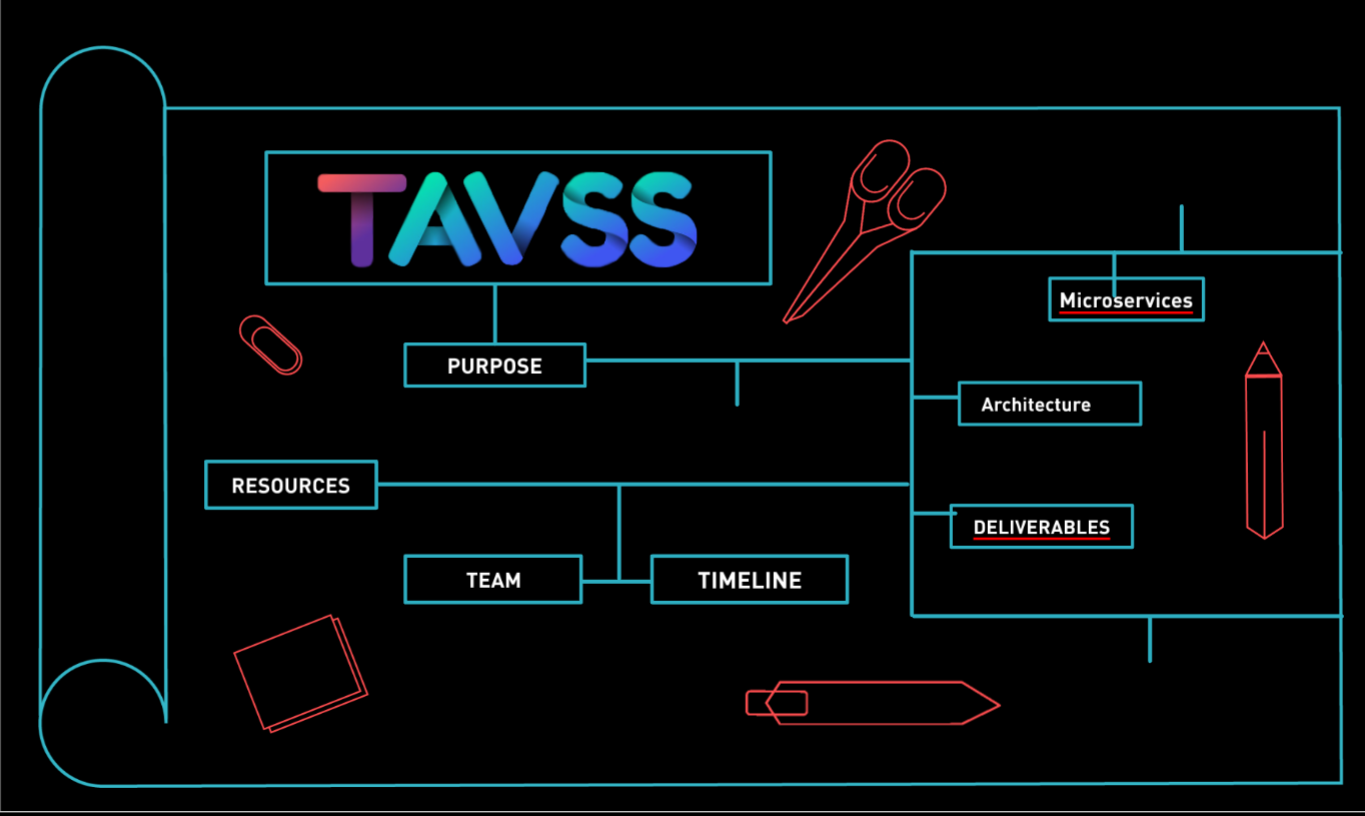 TAVSS
PURPOSE
Microservices
Architecture
RESOURCES
DELIVERABLES
TEAM
TIMELINE